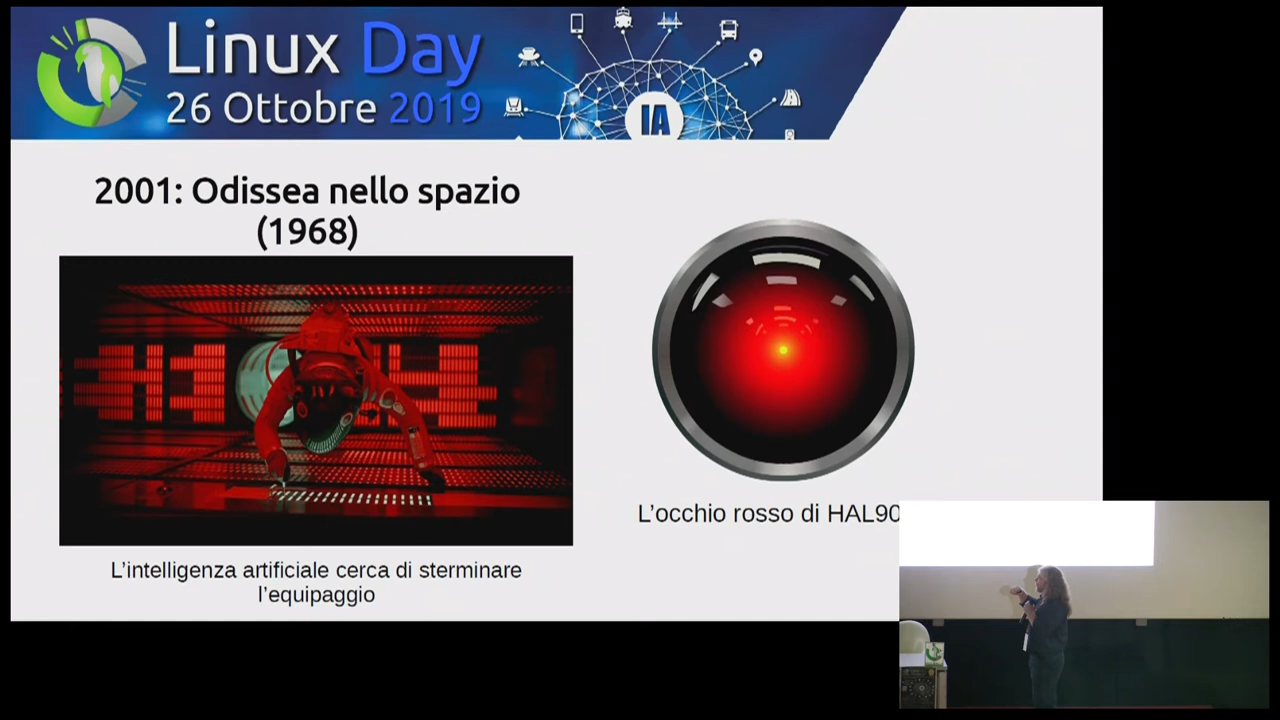 Linux Day
26 Ottobre 2019
IA
2001: Odissea nello spazio
(1968)
L'intelligenza artificiale cerca di sterminare
l'equipaggio
L'occhio rosso di HAL90